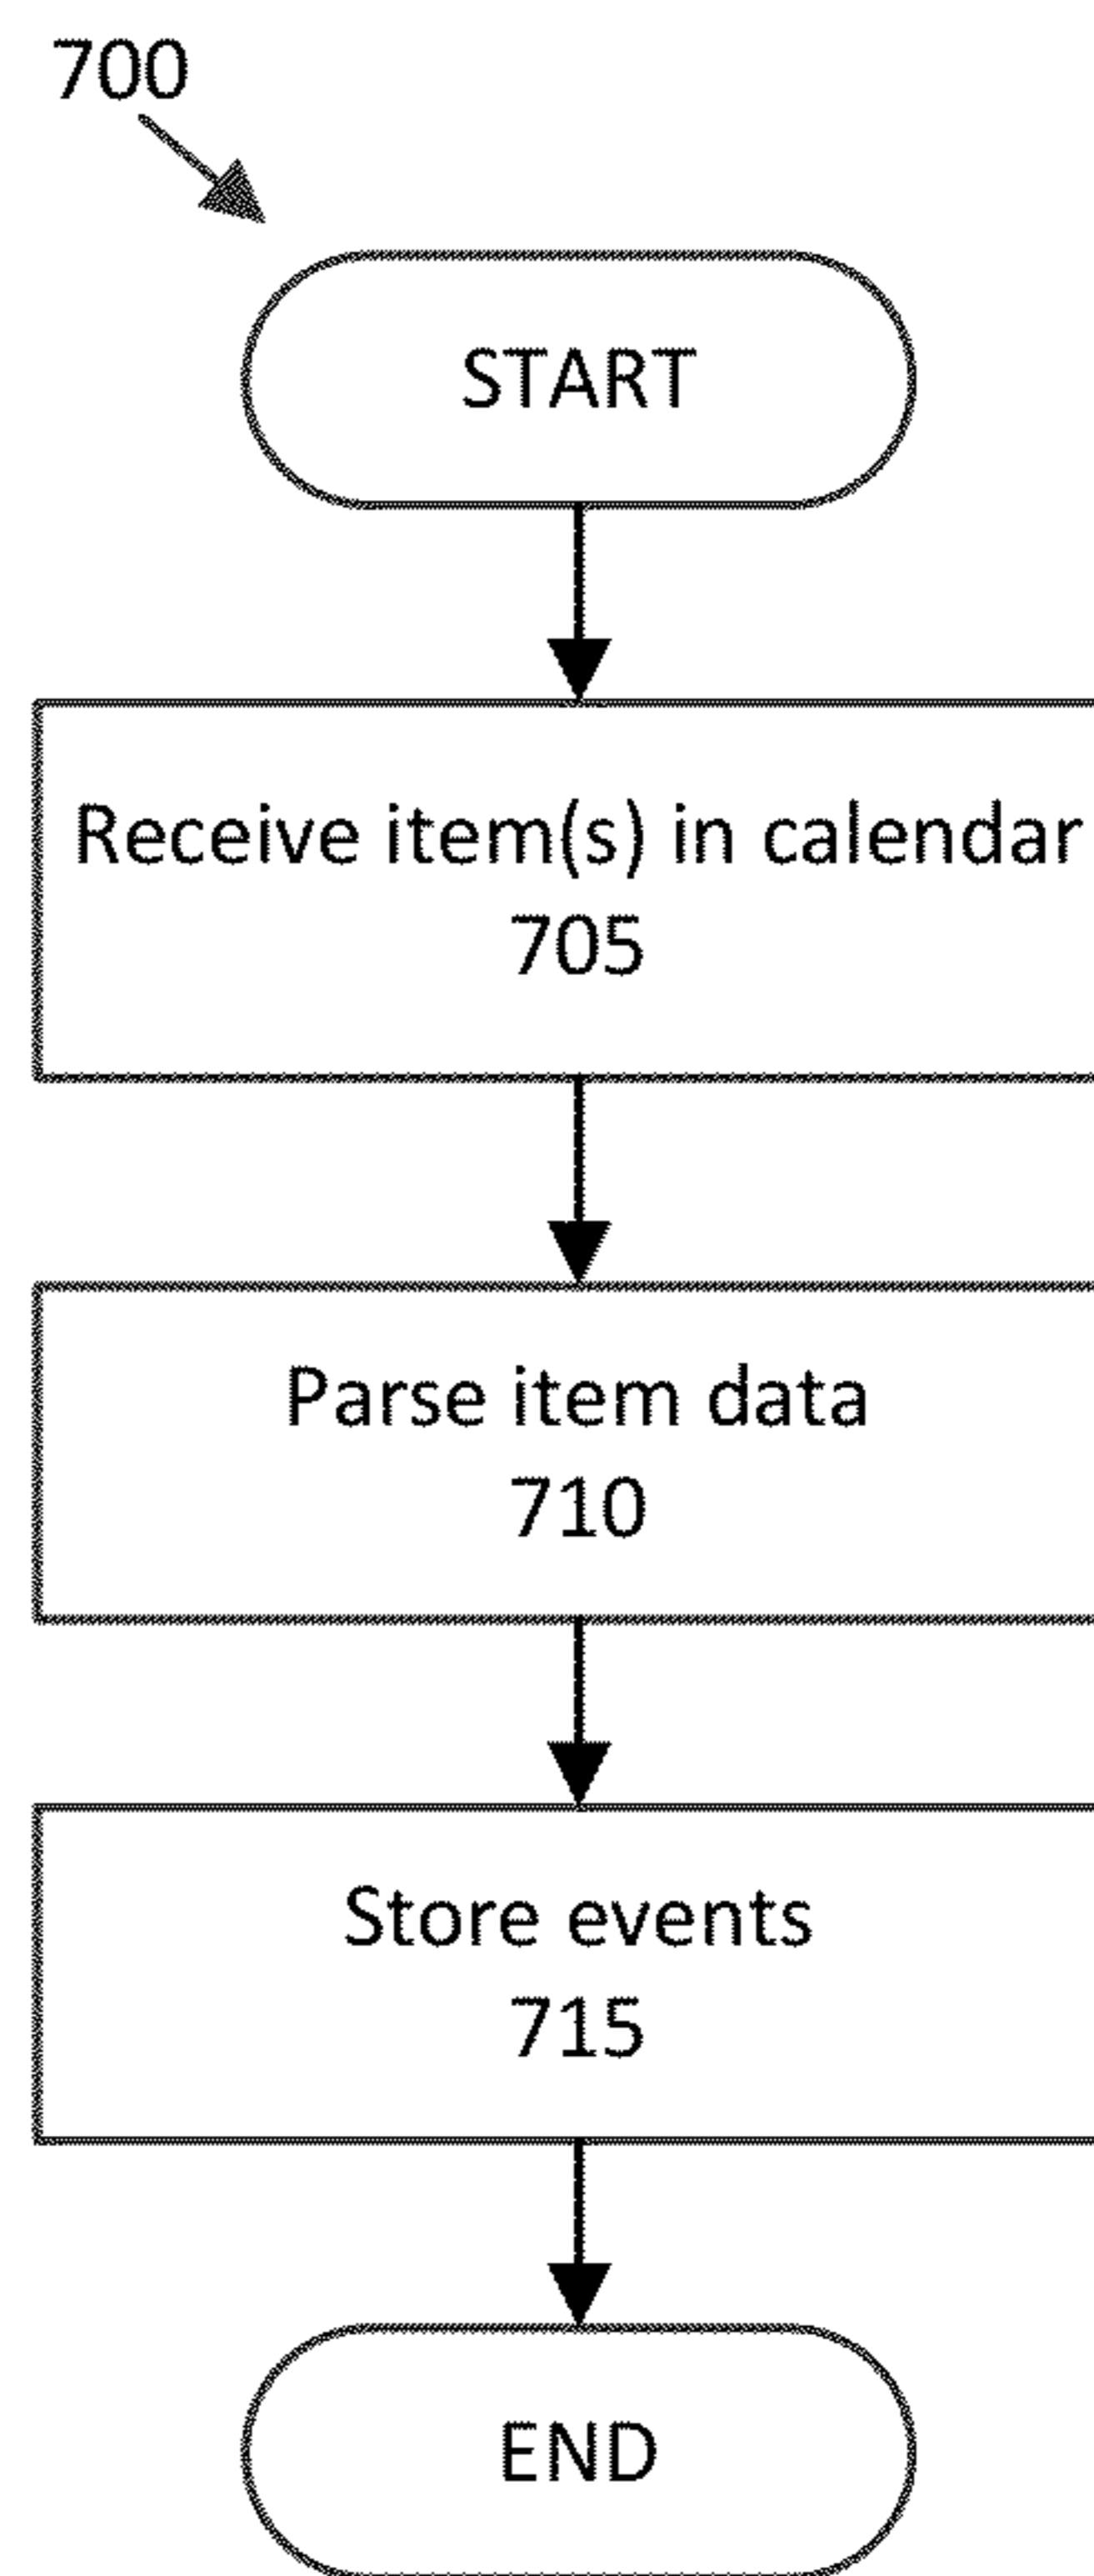 700
START
Receive item(s) in calendar
705
Parse item data
710
Store events
715
END